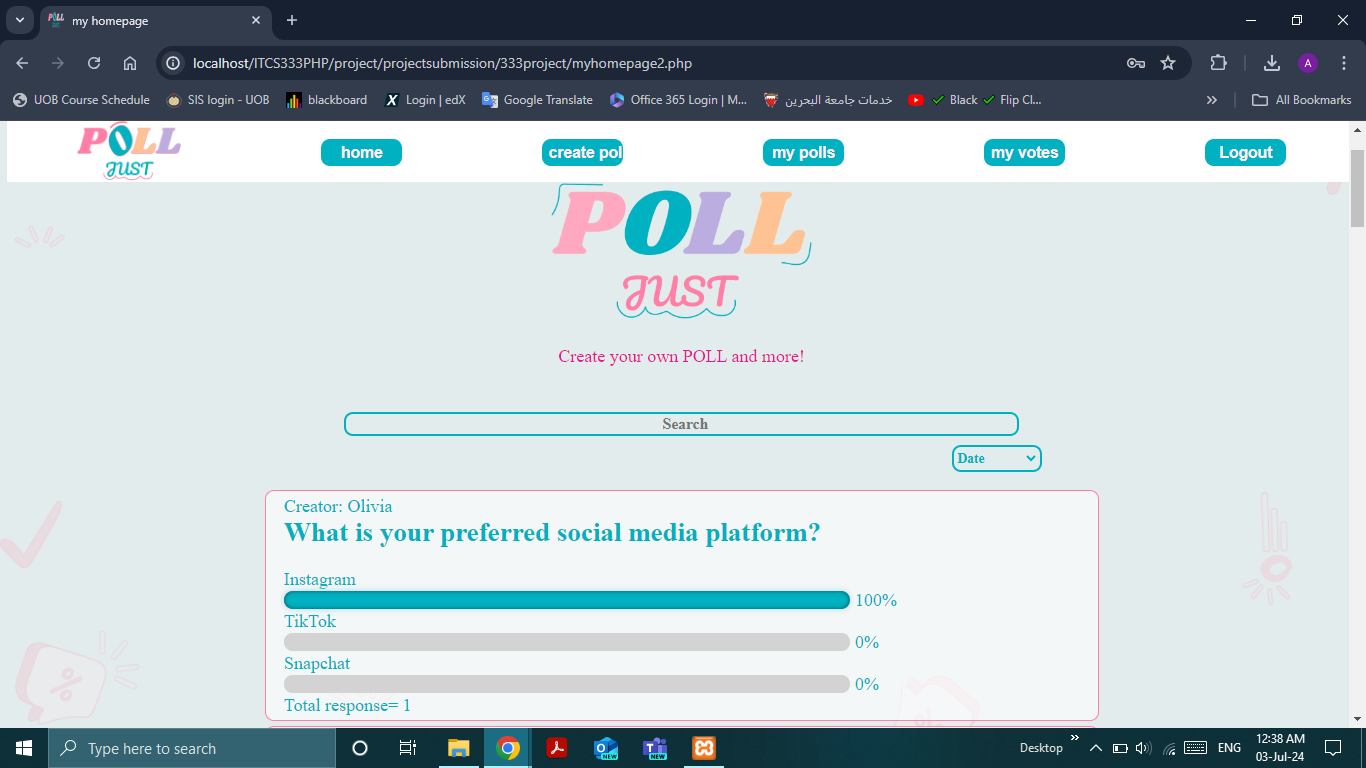 my homepage
localhost/ITCS333PHP/project/projectsubmission/333project/myhomepage2.php
A
UOB Course Schedule
SIS login - UOB
blackboard
Login | edX
Google Translate
Office 365 Login | M...
خدمات جامعة البحرين
Black
Flip Cl...
All Bookmarks
POLL
JUST
home
create pol
my polls
my votes
Logout
POLL
JUST
Create your own POLL and more!
Search
Date
Creator: Olivia
What is your preferred social media platform?
Instagram
100%
TikTok
0%
Snapchat
0%
Total response= 1
Type here to search
NEW
NEW
Desktop
ENG
12:38 AM
03-Jul-24